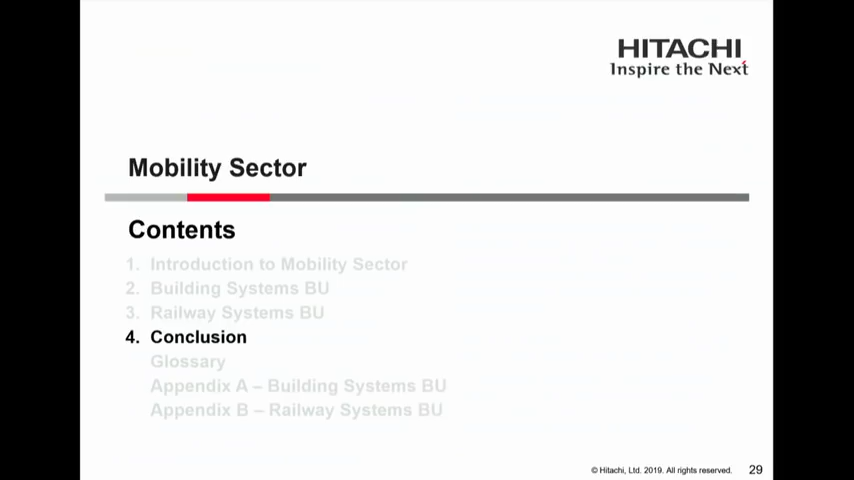 HITACHI
Inspire the Next
Mobility Sector
Contents
1. Introduction to Mobility Sector
2. Building Systems BU
3. Railway Systems BU
4. Conclusion
Glossary
Appendix A – Building Systems BU
Appendix B – Railway Systems BU
© Hitachi, Ltd. 2019. All rights reserved. 29